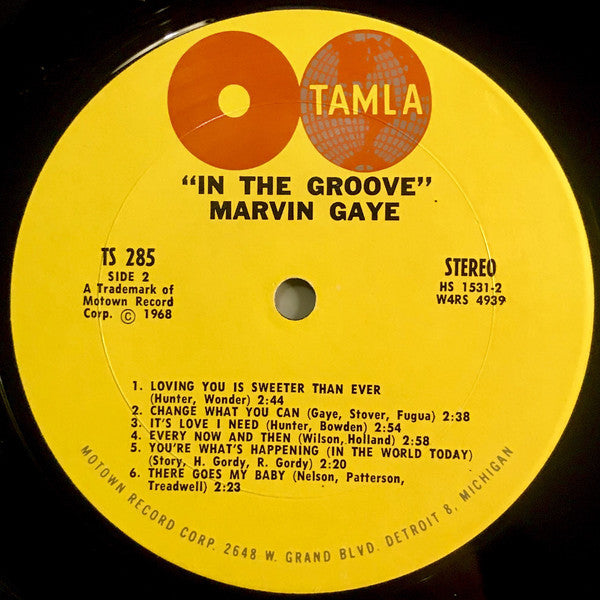 TAMLA
"IN THE GROOVE"
MARVIN GAYE
TS 285
SIDE 2
A Trademark of
Motown Record
Corp. © 1968
STEREO
HS 1531-2
W4RS 4939
1. LOVING YOU IS SWEETER THAN EVER
(Hunter, Wonder) 2:44
2. CHANGE WHAT YOU CAN (Gaye, Stover, Fugua) 2:38
3. IT'S LOVE I NEED (Hunter, Bowden) 2:54
4. EVERY NOW AND THEN (Wilson, Holland) 2:58
5. YOU'RE WHAT'S HAPPENING (IN THE WORLD TODAY)
(Story, H. Gordy, R. Gordy) 2:20
6. THERE GOES MY BABY (Nelson, Patterson,
Treadwell) 2:23
MOTOWN RECORD CORP. 2648 W. GRAND BLVD. DETROIT 8, MICHIGAN